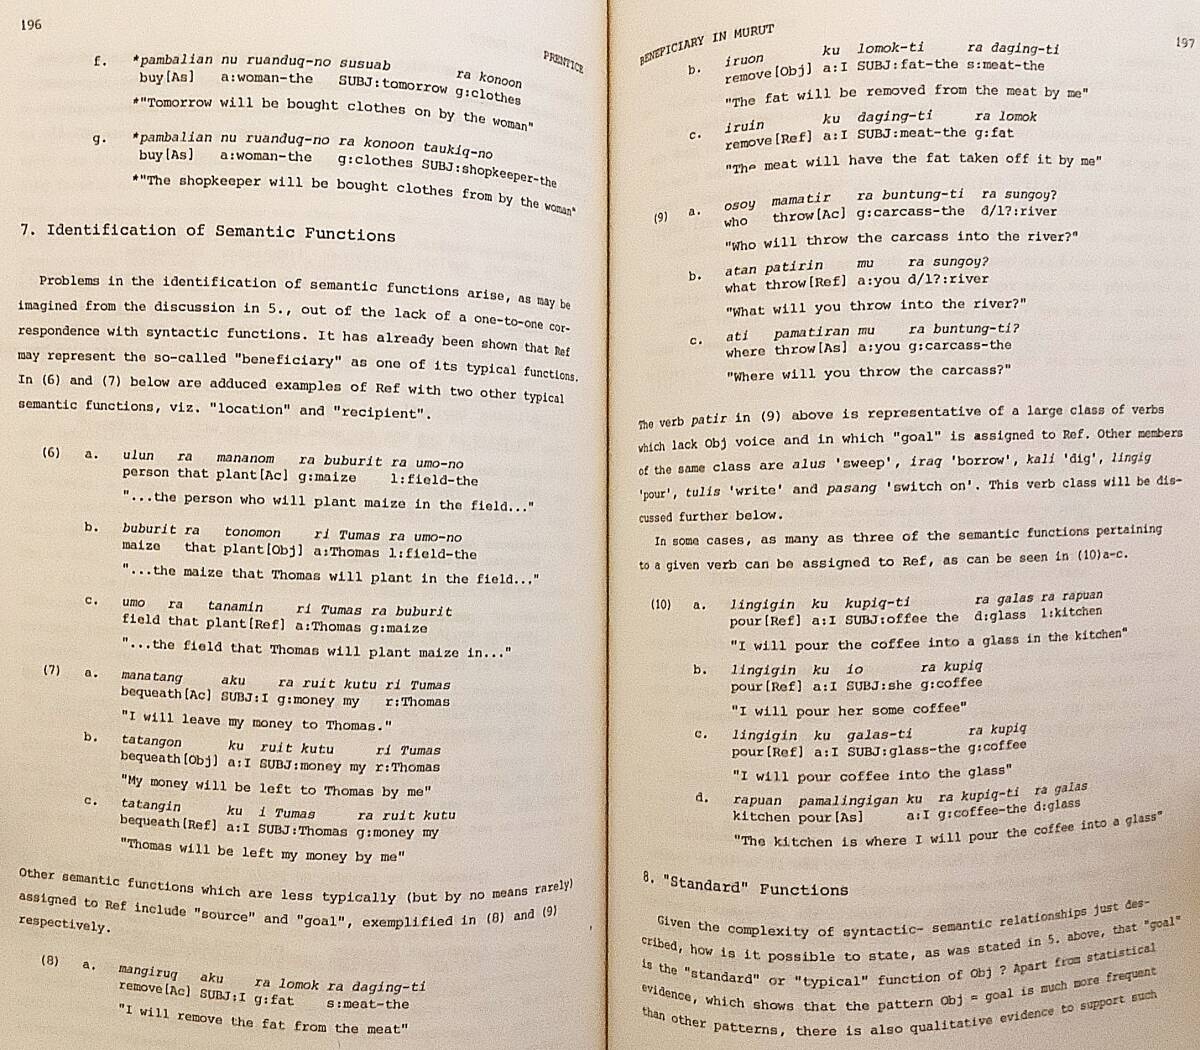 196
PRENTICE
f. *pambalian nu ruanduq-no susuab ra konoon
buy[As] a:woman-the SUBJ:tomorrow g:clothes
*"Tomorrow will be bought clothes on by the woman"
g. *pambalian nu ruanduq-no ra konoon taukiq-no
buy[As] a:woman-the g:clothes SUBJ:shopkeeper-the
*"The shopkeeper will be bought clothes from by the woman"
7. Identification of Semantic Functions
Problems in the identification of semantic functions arise, as may be
imagined from the discussion in 5., out of the lack of a one-to-one cor-
respondence with syntactic functions. It has already been shown that Ref
may represent the so-called "beneficiary" as one of its typical functions.
In (6) and (7) below are adduced examples of Ref with two other typical
semantic functions, viz. "location" and "recipient".
(6) a. ulun ra mananom ra buburit ra umo-no
person that plant[Ac] g:maize l:field-the
"...the person who will plant maize in the field..."
b. buburit ra tonomon ri Tumas ra umo-no
maize that plant[Obj] a:Thomas l:field-the
"...the maize that Thomas will plant in the field..."
c. umo ra tanamin ri Tumas ra buburit
field that plant[Ref] a:Thomas g:maize
"...the field that Thomas will plant maize in..."
(7) a. manatang aku ra ruit kutu ri Tumas
bequeath[Ac] SUBJ:I g:money my r:Thomas
"I will leave my money to Thomas."
b. tatangon ku ruit kutu ri Tumas
bequeath[Obj] a:I SUBJ:money my r:Thomas
"My money will be left to Thomas by me"
c. tatangin ku i Tumas ra ruit kutu
bequeath[Ref] a:I SUBJ:Thomas g:money my
"Thomas will be left my money by me"
Other semantic functions which are less typically (but by no means rarely)
assigned to Ref include "source" and "goal", exemplified in (8) and (9)
respectively.
(8) a. mangiruq aku ra lomok ra daging-ti
remove[Ac] SUBJ:I g:fat s:meat-the
"I will remove the fat from the meat"
BENEFICIARY IN MURUT
197
b. iruon ku lomok-ti ra daging-ti
remove[Obj] a:I SUBJ:fat-the s:meat-the
"The fat will be removed from the meat by me"
c. iruin ku daging-ti ra lomok
remove[Ref] a:I SUBJ:meat-the g:fat
"The meat will have the fat taken off it by me"
(9) a. osoy mamatir ra buntung-ti ra sungoy?
who throw[Ac] g:carcass-the d/l?:river
"Who will throw the carcass into the river?"
b. atan patirin mu ra sungoy?
what throw[Ref] a:you d/l?:river
"What will you throw into the river?"
c. ati pamatiran mu ra buntung-ti?
where throw[As] a:you g:carcass-the
"Where will you throw the carcass?"
The verb patir in (9) above is representative of a large class of verbs
which lack Obj voice and in which "goal" is assigned to Ref. Other members
of the same class are alus 'sweep', iraq 'borrow', kali 'dig', lingig
'pour', tulis 'write' and pasang 'switch on'. This verb class will be dis-
cussed further below.
In some cases, as many as three of the semantic functions pertaining
to a given verb can be assigned to Ref, as can be seen in (10)a-c.
(10) a. lingigin ku kupiq-ti ra galas ra rapuan
pour[Ref] a:I SUBJ:offee the d:glass l:kitchen
"I will pour the coffee into a glass in the kitchen"
b. lingigin ku io ra kupiq
pour[Ref] a:I SUBJ:she g:coffee
"I will pour her some coffee"
c. lingigin ku galas-ti ra kupiq
pour[Ref] a:I SUBJ:glass-the g:coffee
"I will pour coffee into the glass"
d. rapuan pamalingigan ku ra kupiq-ti ra galas
kitchen pour[As] a:I g:coffee-the d:glass
"The kitchen is where I will pour the coffee into a glass"
8. "Standard" Functions
Given the complexity of syntactic- semantic relationships just des-
cribed, how is it possible to state, as was stated in 5. above, that "goal"
is the "standard" or "typical" function of Obj ? Apart from statistical
evidence, which shows that the pattern Obj = goal is much more frequent
than other patterns, there is also qualitative evidence to support such